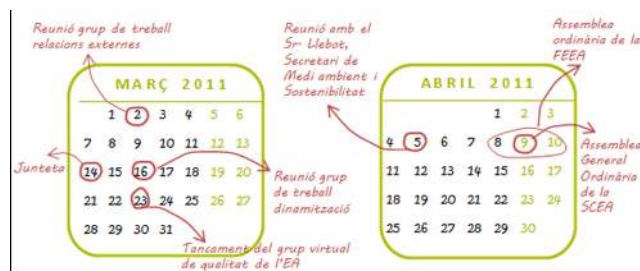 Reunió grup de treball
relacions externes
MARÇ 2011
1 2 3 4 5 6
7 8 9 10 11 12 13
14 15 16 17 18 19 20
21 22 23 24 25 26 27
28 29 30 31
Junteta
Reunió grup
de treball
dinamització
Tancament del grup virtual
de qualitat de l'EA
Reunió amb el
Sr. Llebot,
Secretari de
Medi ambient i
Sostenibilitat
ABRIL 2011
1 2 3
4 5 6 7 8 9 10
11 12 13 14 15 16 17
18 19 20 21 22 23 24
25 26 27 28 29 30
Assemblea
ordinària de la
FEEA
Assemblea
General
Ordinària
de la
SCEA